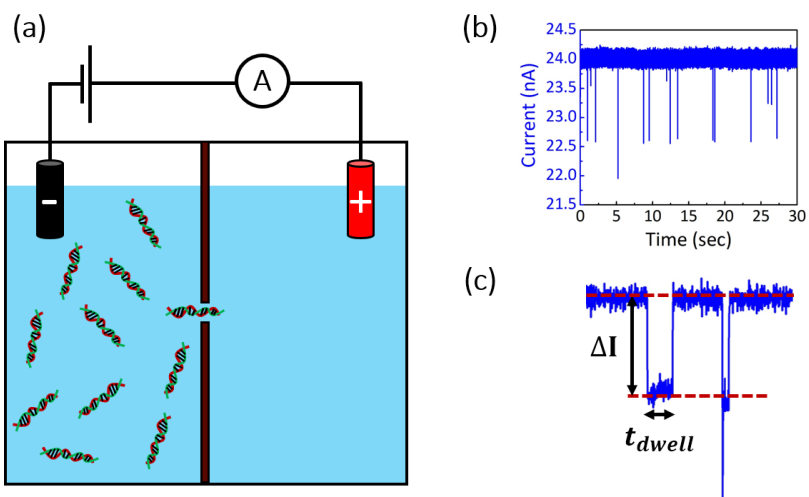 (a)
A
-
+
(b)
Current (nA)
24.5
24.0
23.5
23.0
22.5
22.0
21.5
0 5 10 15 20 25 30
Time (sec)
(c)
ΔI
t_dwell